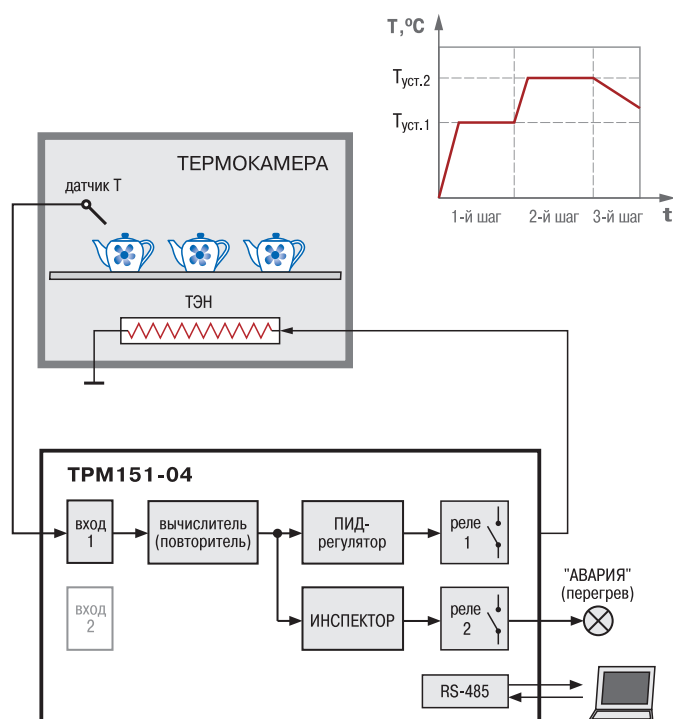 T,ºC
Tуст.2
Tуст.1
1-й шаг
2-й шаг
3-й шаг
t
ТЕРМОКАМЕРА
датчик Т
ТЭН
ТРМ151-04
вход
1
вычислитель
(повторитель)
ПИД-
регулятор
реле
1
вход
2
ИНСПЕКТОР
реле
2
"АВАРИЯ"
(перегрев)
RS-485